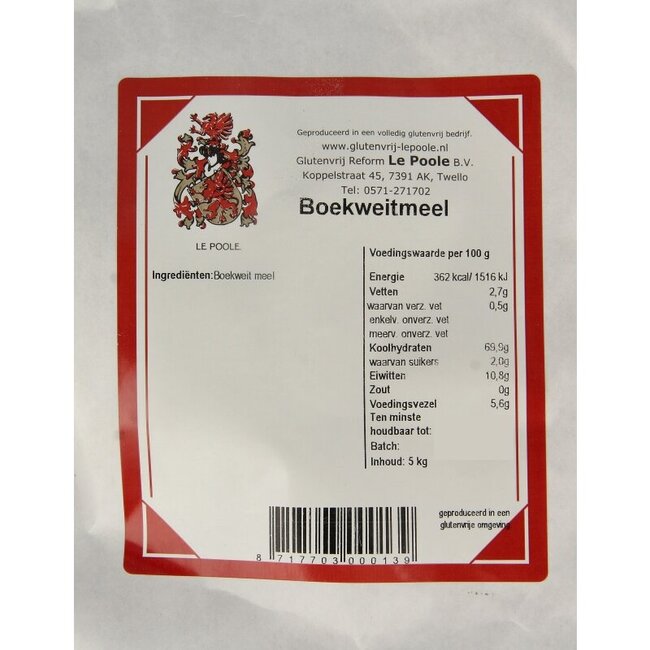 Geproduceerd in een volledig glutenvrij bedrijf.
www.glutenvrij-lepoole.nl
Glutenvrij Reform Le Poole B.V.
Koppelstraat 45, 7391 AK, Twello
Tel: 0571-271702
Boekweitmeel
LE POOLE.
Ingrediënten:Boekweit meel
Voedingswaarde per 100 g
Energie 362 kcal/ 1516 kJ
Vetten 2,7g
waarvan verz. vet 0,5g
enkelv. onverz. vet
meerv. onverz. vet
Koolhydraten 69,9g
waarvan suikers 2,0g
Eiwitten 10,8g
Zout 0g
Voedingsvezel 5,6g
Ten minste
houdbaar tot:
Batch:
Inhoud: 5 kg
geproduceerd in een
glutenvrije omgeving
8 717703 000139